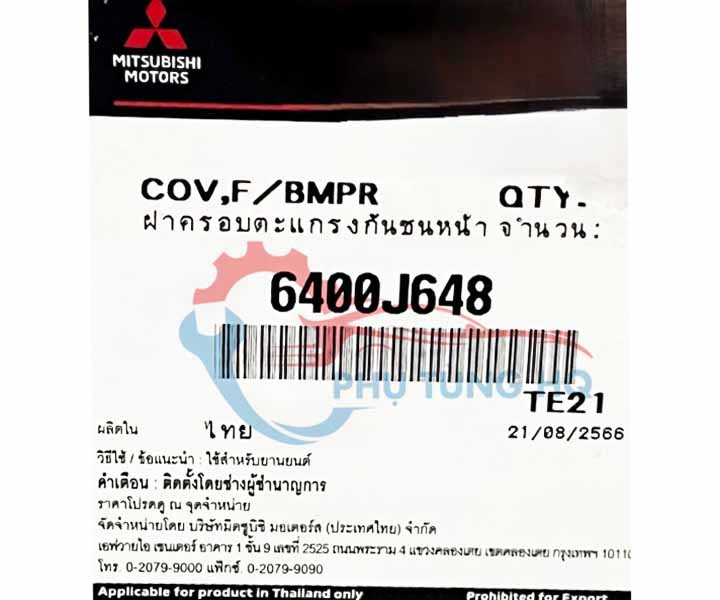 MITSUBISHI
MOTORS
COV,F/BMPR QTY.
ฝาครอบตะแกรงกันชนหน้า จำนวน:
6400J648
PHỤ TÙNG HQ
TE21
ผลิตใน ไทย 21/08/2566
วิธีใช้ / ข้อแนะนำ : ใช้สำหรับยานยนต์
คำเตือน : ติดตั้งโดยช่างผู้ชำนาญการ
ราคาโปรดดู ณ จุดจำหน่าย
จัดจำหน่ายโดย บริษัทมิตซูบิชิ มอเตอร์ส (ประเทศไทย) จำกัด
เอฟวายไอ เซนเตอร์ อาคาร 1 ชั้น 9 เลขที่ 2525 ถนนพระราม 4 แขวงคลองเตย เขตคลองเตย กรุงเทพฯ 10110
โทร. 0-2079-9000 แฟ็กซ์. 0-2079-9090
Applicable for product in Thailand only Prohibited for Export